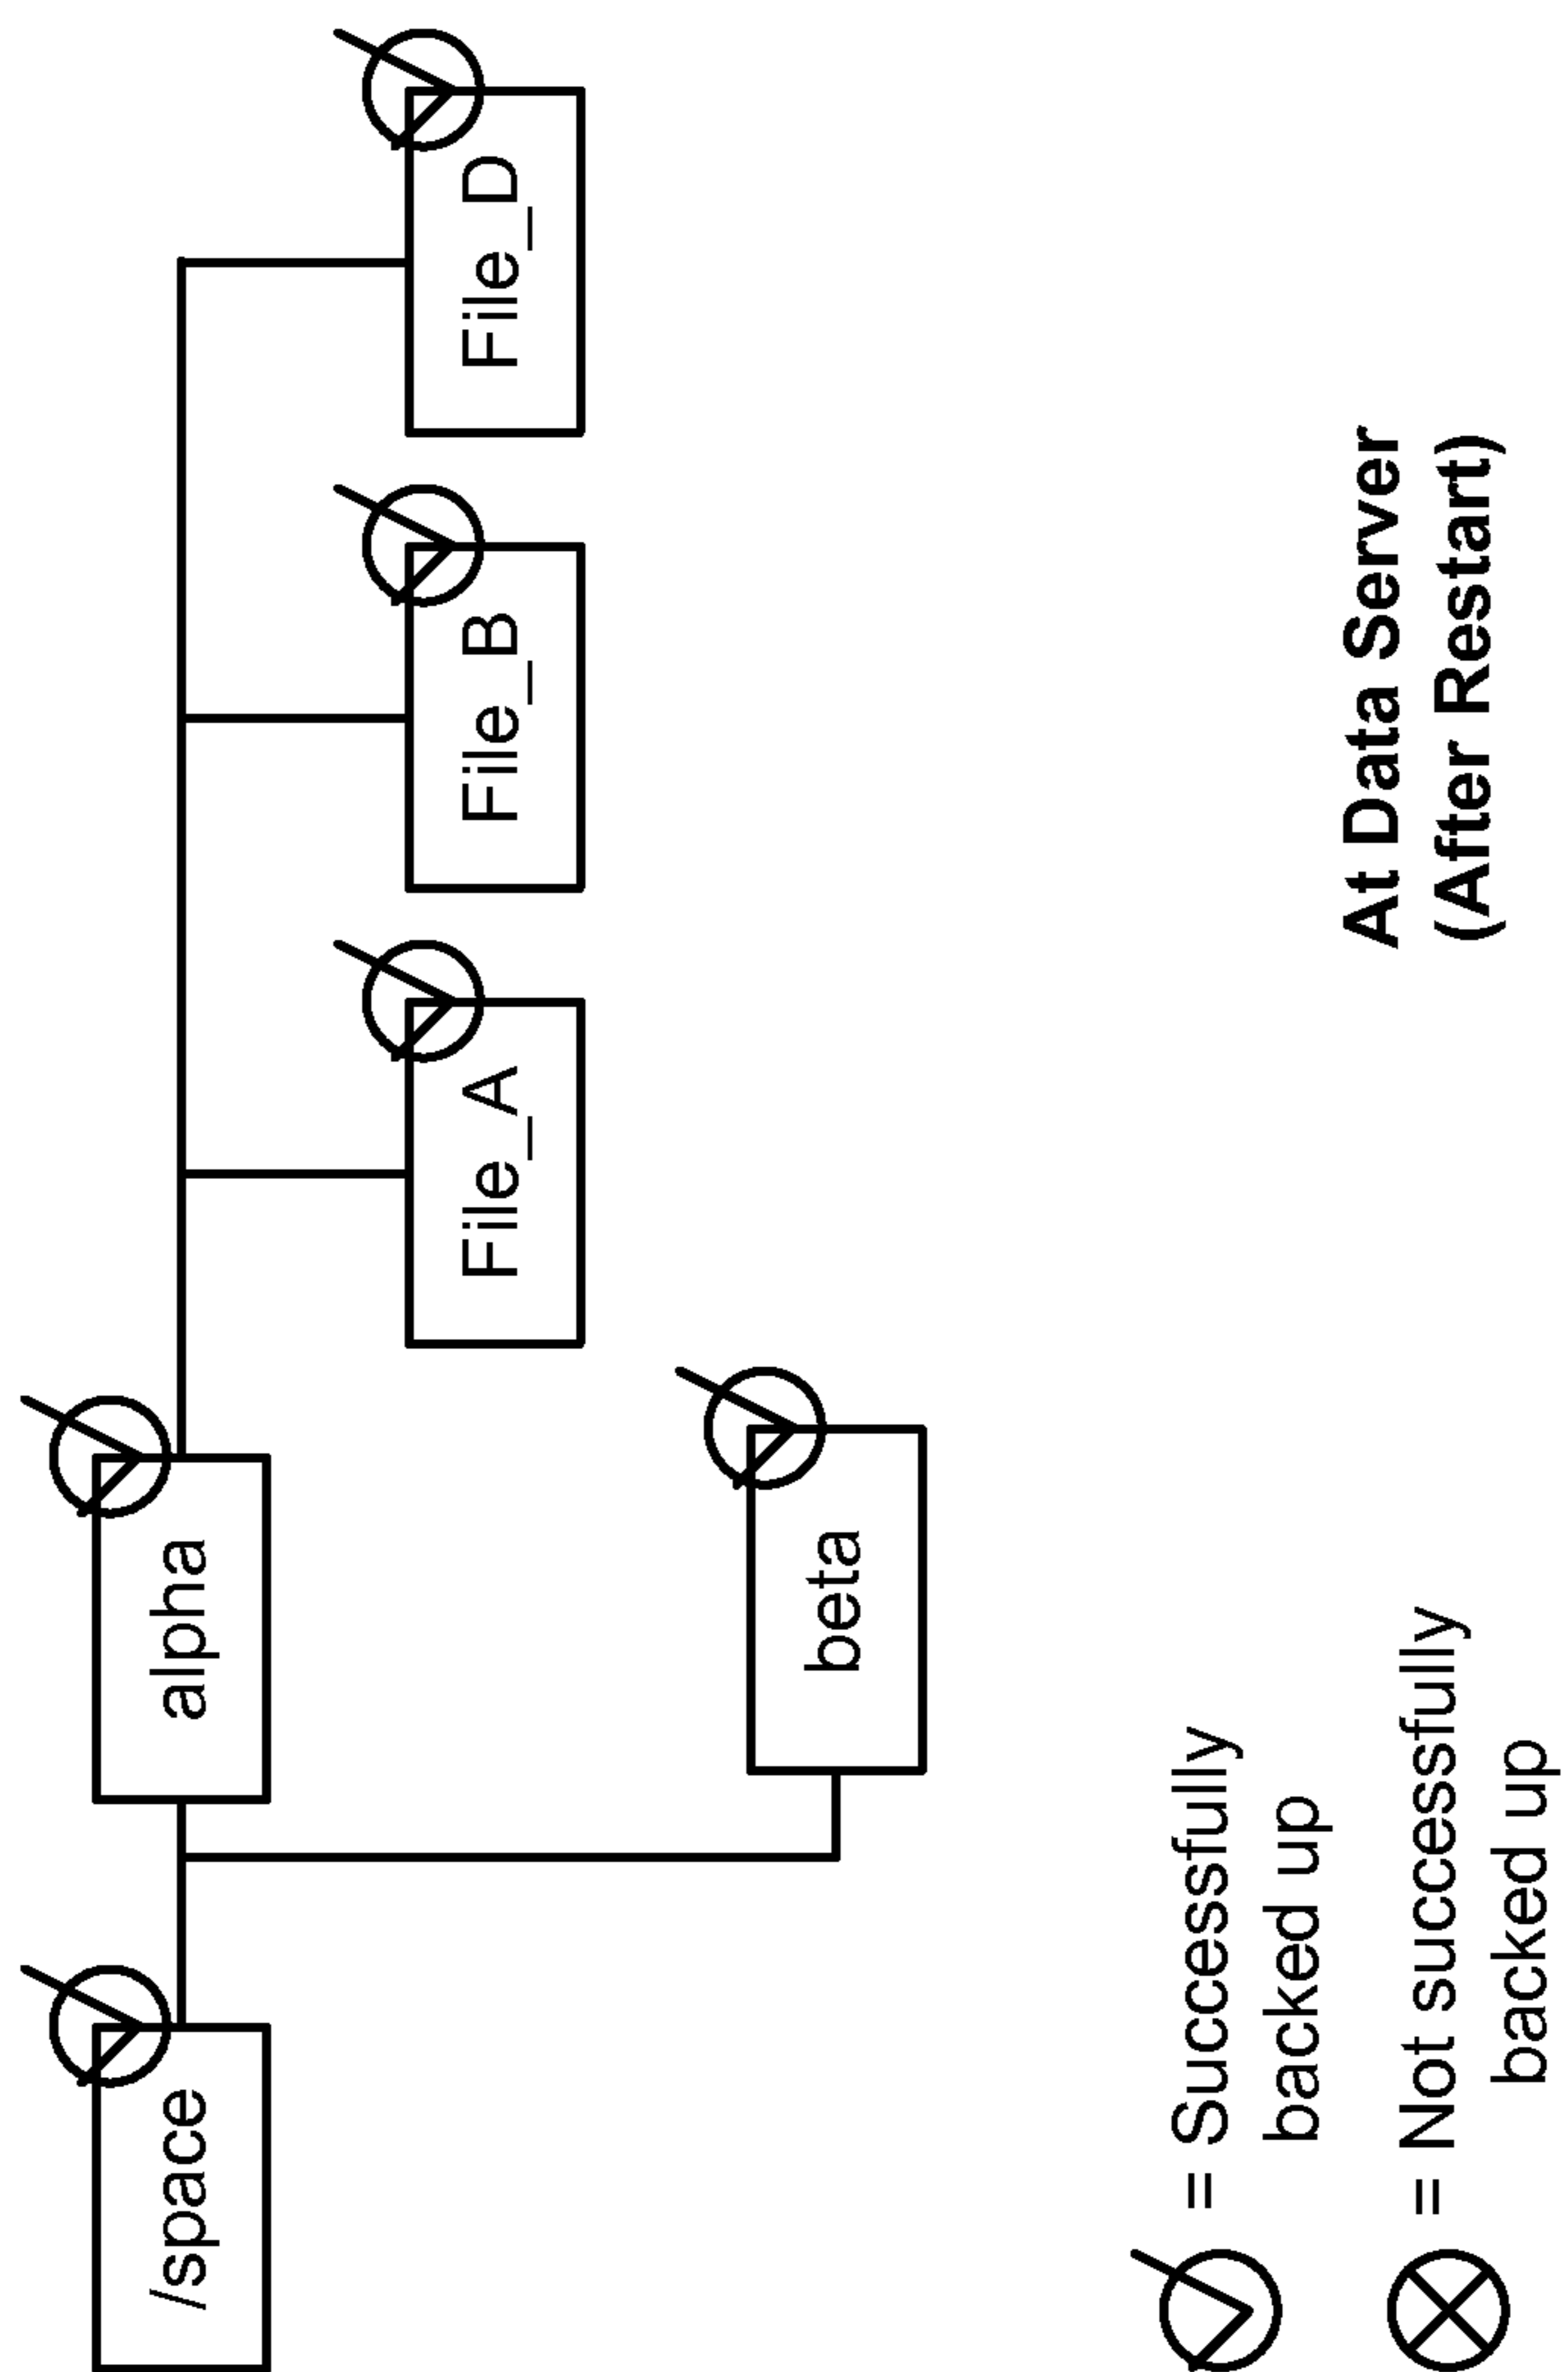 /space
alpha
File_A
File_B
File_D
beta
= Successfully
backed up
= Not successfully
backed up
At Data Server
(After Restart)